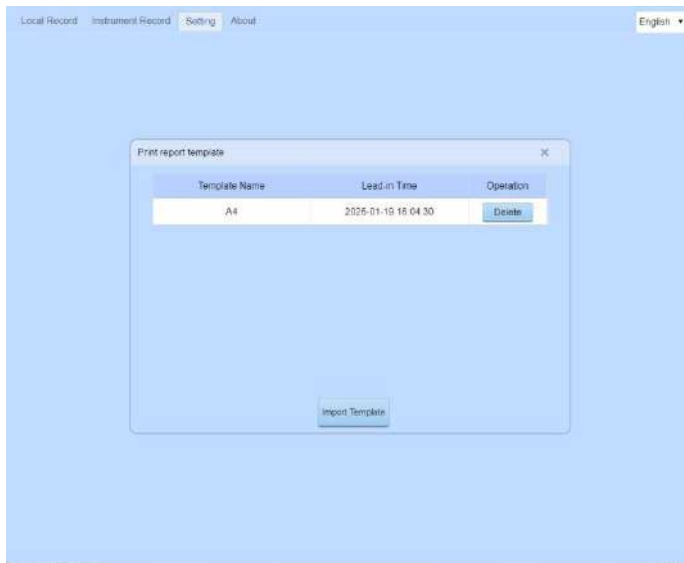 Local Record Instrument Record Setting About English
Print report template
Template Name Lead-in Time Operation
A4 2026-01-19 16:04:30 Delete
Import Template